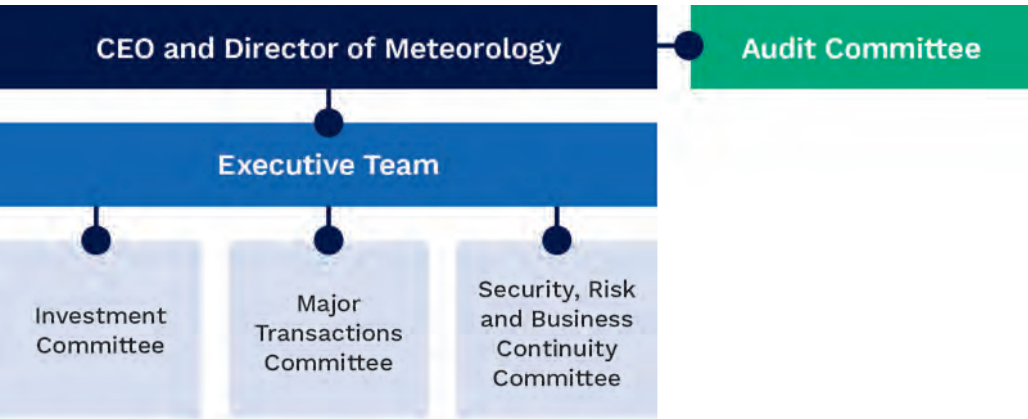 CEO and Director of Meteorology
Audit Committee
Executive Team
Investment
Committee
Major
Transactions
Committee
Security, Risk
and Business
Continuity
Committee